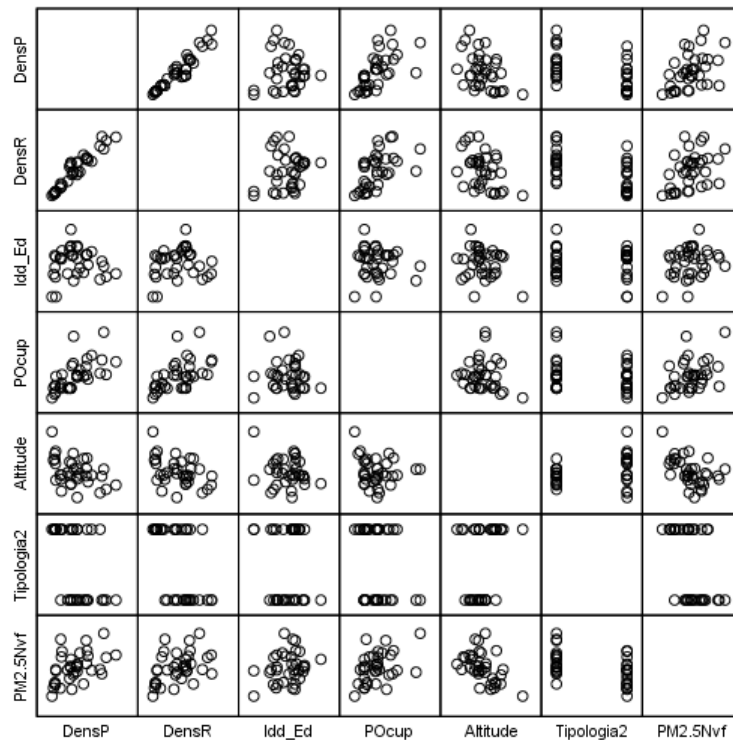 DensP
DensR
Idd_Ed
POcup
Altitude
Tipologia2
PM2.5Nvf
DensP DensR Idd_Ed POcup Altitude Tipologia2 PM2.5Nvf